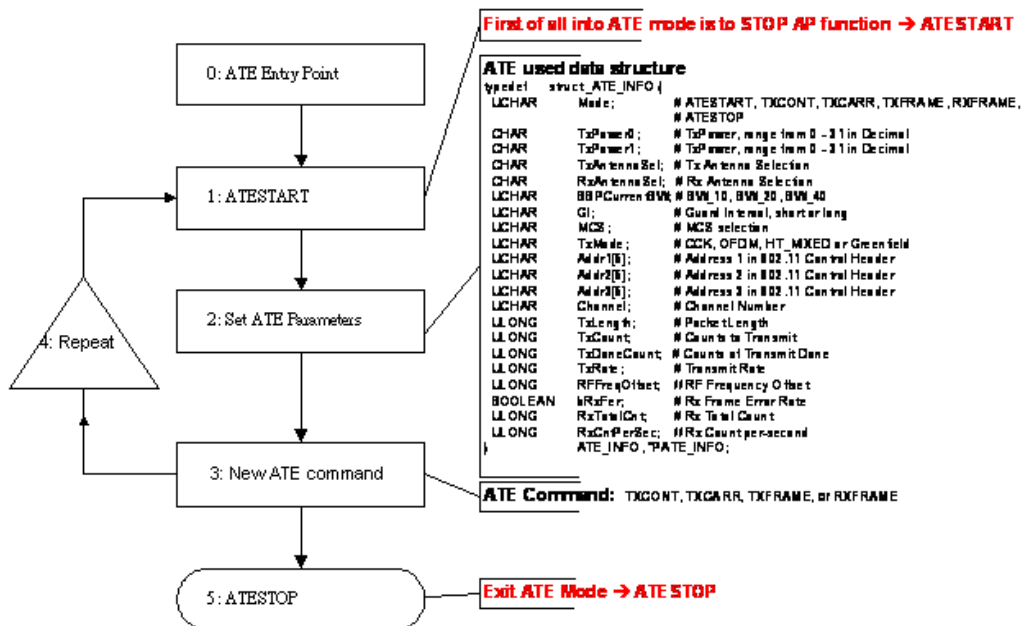 First of all into ATE mode is to STOP AP function → ATESTART
0: ATE Entry Point
ATE used data structure
typedef struct_ATE_INFO {
UCHAR Mode; # ATESTART, TXCONT, TXCARR, TXFRAME, RXFRAME,
# ATESTOP
CHAR TxPower0; # TxPower, range from 0 ~ 31 in Decimal
CHAR TxPower1; # TxPower, range from 0 ~ 31 in Decimal
CHAR TxAntennaSel; # Tx Antenna Selection
CHAR RxAntennaSel; # Rx Antenna Selection
UCHAR BBPCurrentBW; # BW_10, BW_20, BW_40
UCHAR GI; # Guard Interval, short or long
UCHAR MCS; # MCS selection
UCHAR TxMode; # CCK, OFDM, HT_MIXED or Greenfield
UCHAR Addr1[6]; # Address 1 in 802.11 Control Header
UCHAR Addr2[6]; # Address 2 in 802.11 Control Header
UCHAR Addr3[6]; # Address 3 in 802.11 Control Header
UCHAR Channel; # Channel Number
ULONG TxLength; # Packet Length
ULONG TxCount; # Counts to Transmit
ULONG TxDoneCount; # Counts of Transmit Done
ULONG TxRate; # Transmit Rate
ULONG RFFreqOffset; # RF Frequency Offset
BOOLEAN bRxFer; # Rx Frame Error Rate
ULONG RxTotalCnt; # Rx Total Count
ULONG RxCntPerSec; # Rx Count per-second
} ATE_INFO, *PATE_INFO;
1: ATESTART
2: Set ATE Parameters
4: Repeat
3: New ATE command
ATE Command: TXCONT, TXCARR, TXFRAME, or RXFRAME
5: ATESTOP
Exit ATE Mode → ATESTOP